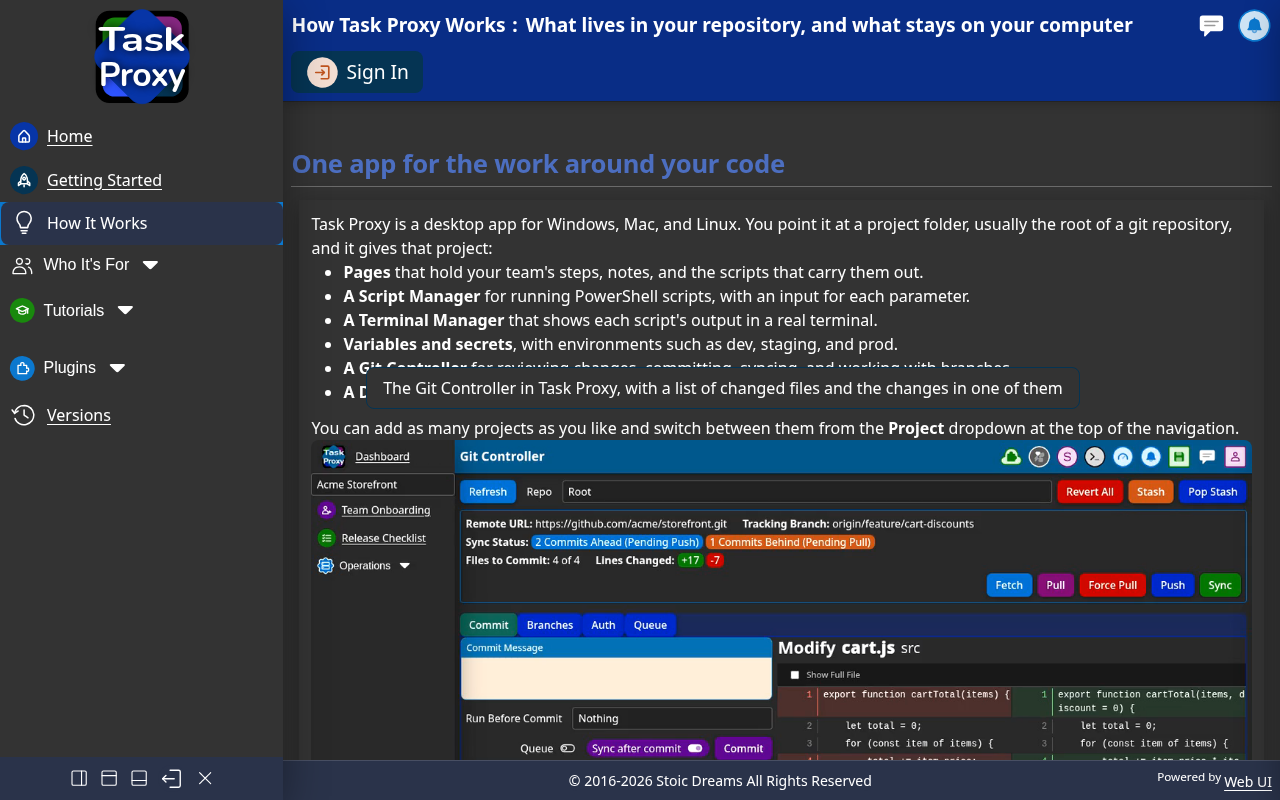 Task
Proxy
Home
Getting Started
How It Works
Who It's For
Tutorials
Plugins
Versions
How Task Proxy Works : What lives in your repository, and what stays on your computer
Sign In
One app for the work around your code
Task Proxy is a desktop app for Windows, Mac, and Linux. You point it at a project folder, usually the root of a git repository,
and it gives that project:
Pages that hold your team's steps, notes, and the scripts that carry them out.
A Script Manager for running PowerShell scripts, with an input for each parameter.
A Terminal Manager that shows each script's output in a real terminal.
Variables and secrets, with environments such as dev, staging, and prod.
A Git Controller for reviewing changes, committing, syncing, and working with branches.
A D
The Git Controller in Task Proxy, with a list of changed files and the changes in one of them
You can add as many projects as you like and switch between them from the Project dropdown at the top of the navigation.
Task
Proxy
Dashboard
Acme Storefront
Team Onboarding
Release Checklist
Operations
Git Controller
S
Refresh Repo Root Revert All Stash Pop Stash
Remote URL: https://github.com/acme/storefront.git Tracking Branch: origin/feature/cart-discounts
Sync Status: 2 Commits Ahead (Pending Push) 1 Commits Behind (Pending Pull)
Files to Commit: 4 of 4 Lines Changed: +17 -7
Fetch Pull Force Pull Push Sync
Commit Branches Auth Queue
Commit Message
Run Before Commit Nothing
Queue Sync after commit Commit
Modify cart.js src
Show Full File
1 export function cartTotal(items) { 1 export function cartTotal(items, d
iscount = 0) {
2 let total = 0; 2 let total = 0;
3 for (const item of items) { 3 for (const item of items) {
© 2016-2026 Stoic Dreams All Rights Reserved
Powered by Web UI